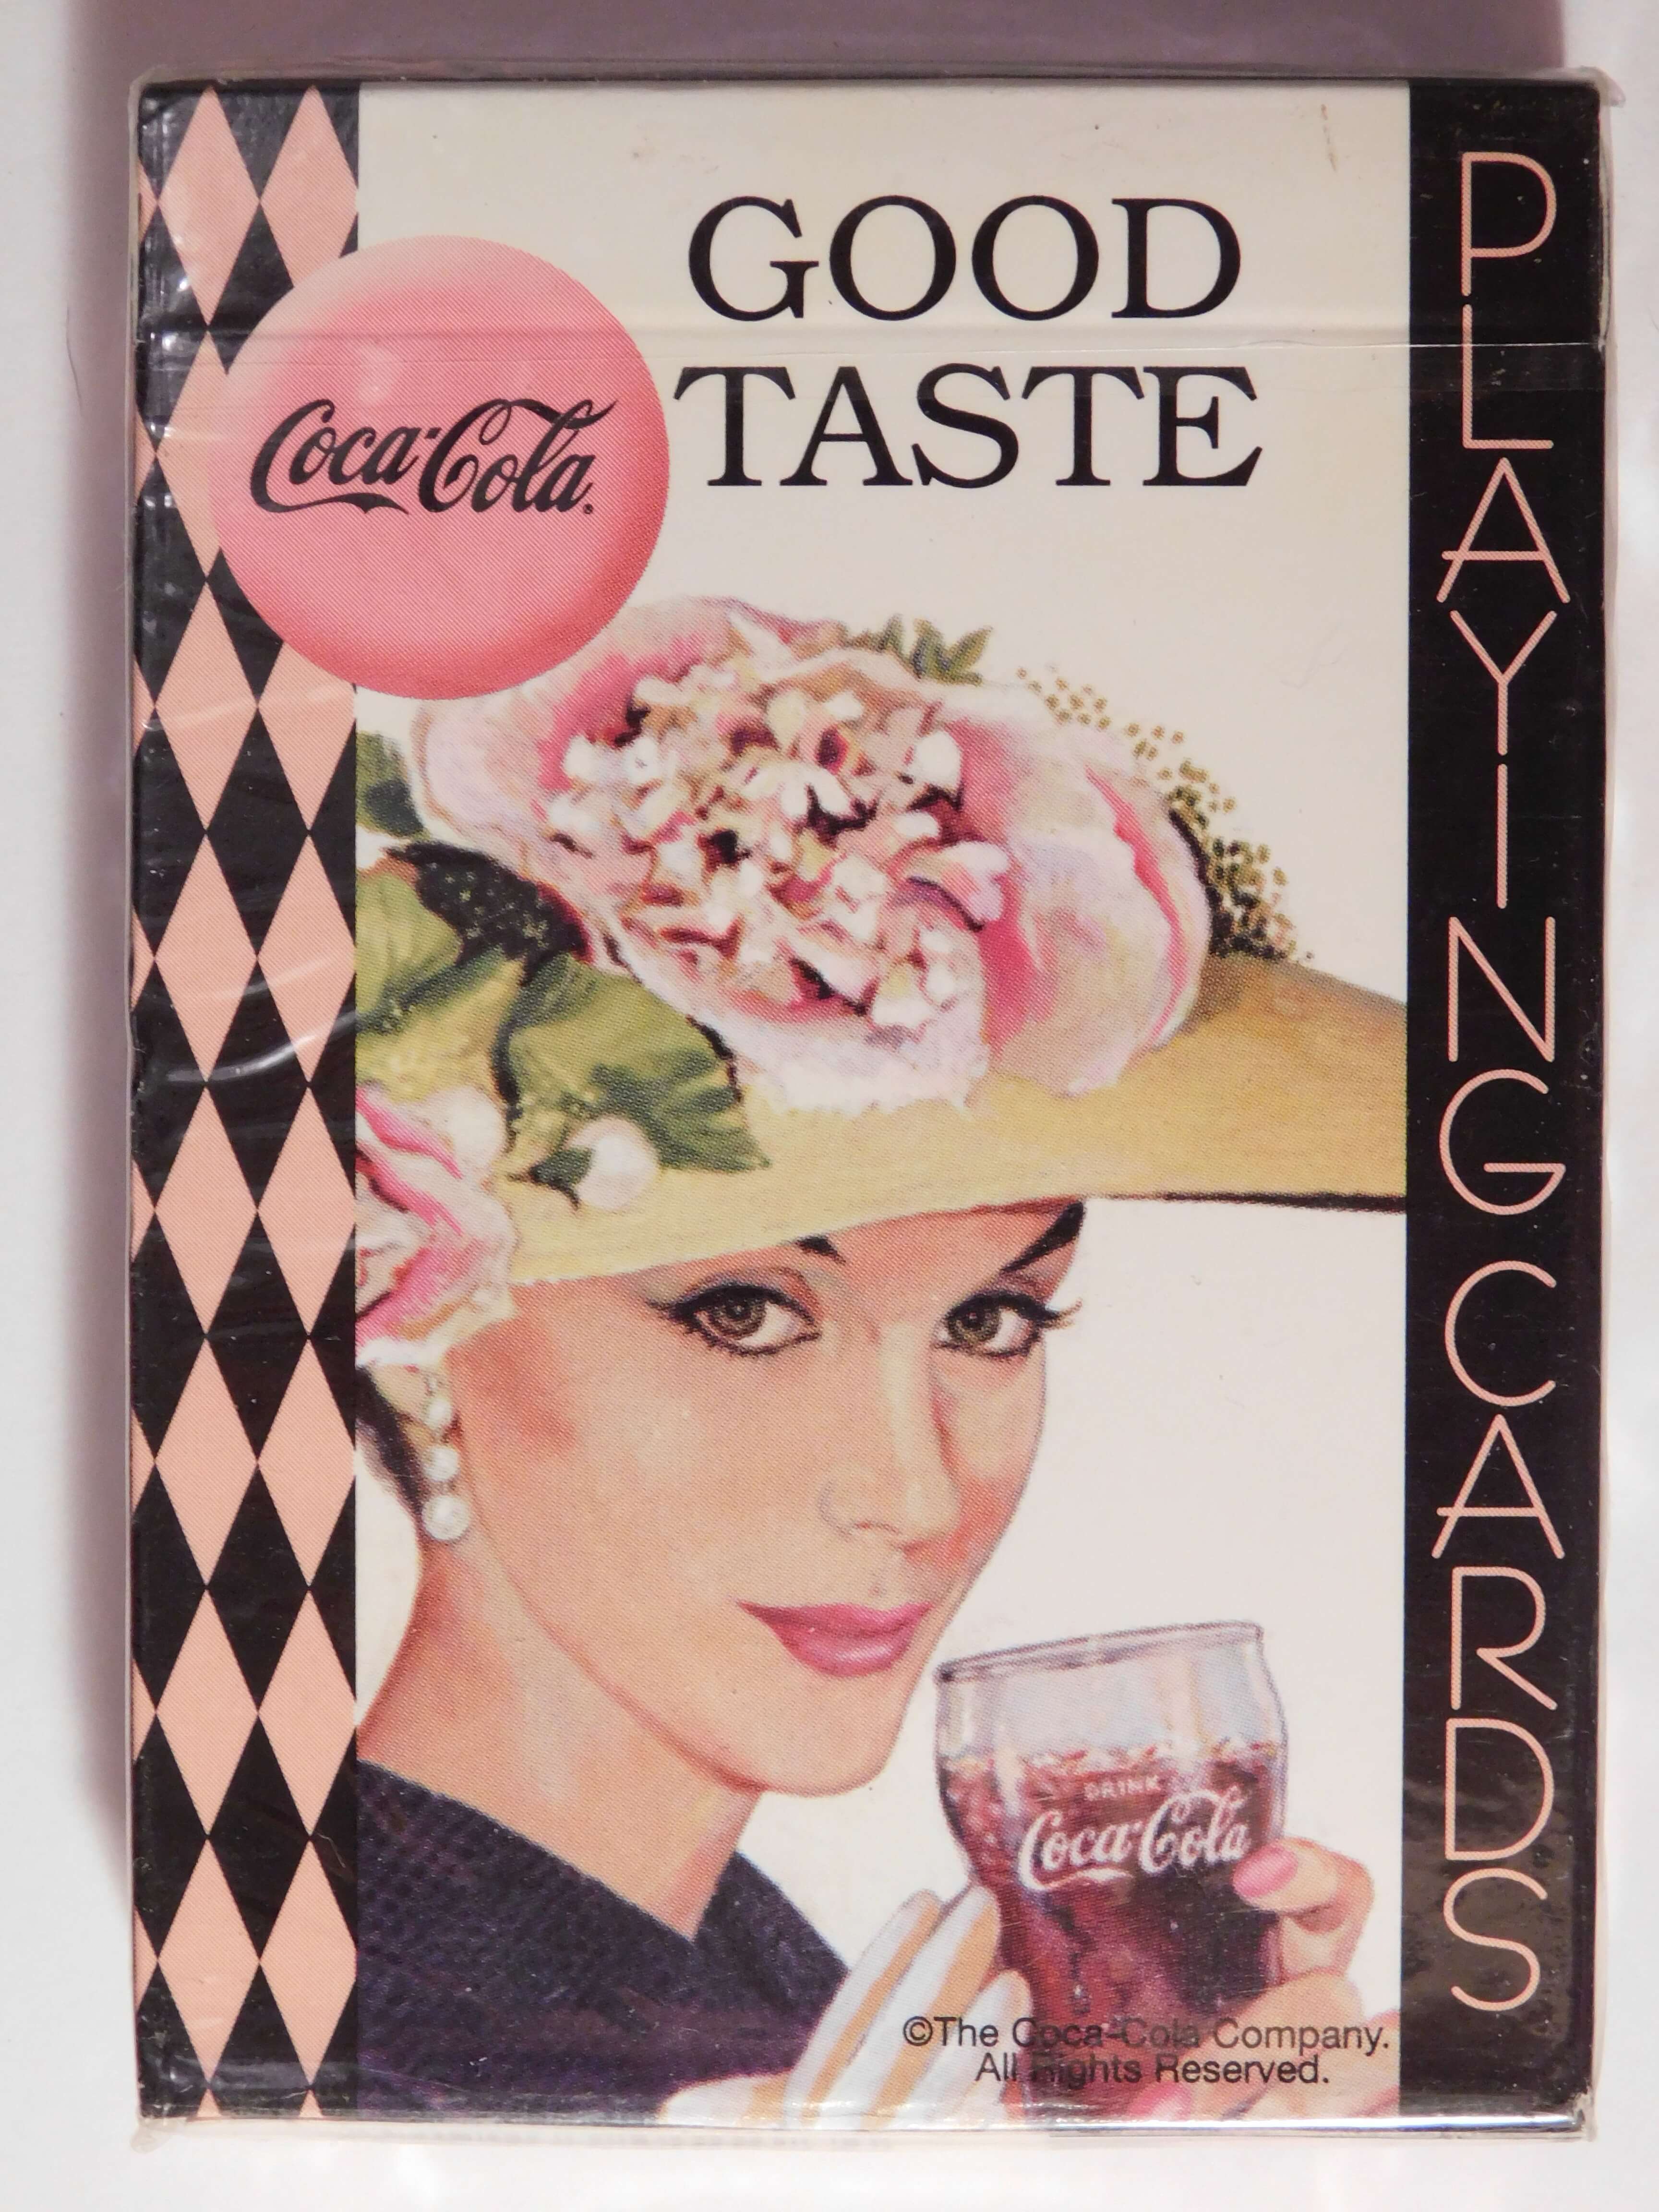 GOOD
TASTE
Coca-Cola®
PLAYING CARDS
DRINK
Coca-Cola
©The Coca-Cola Company.
All Rights Reserved.